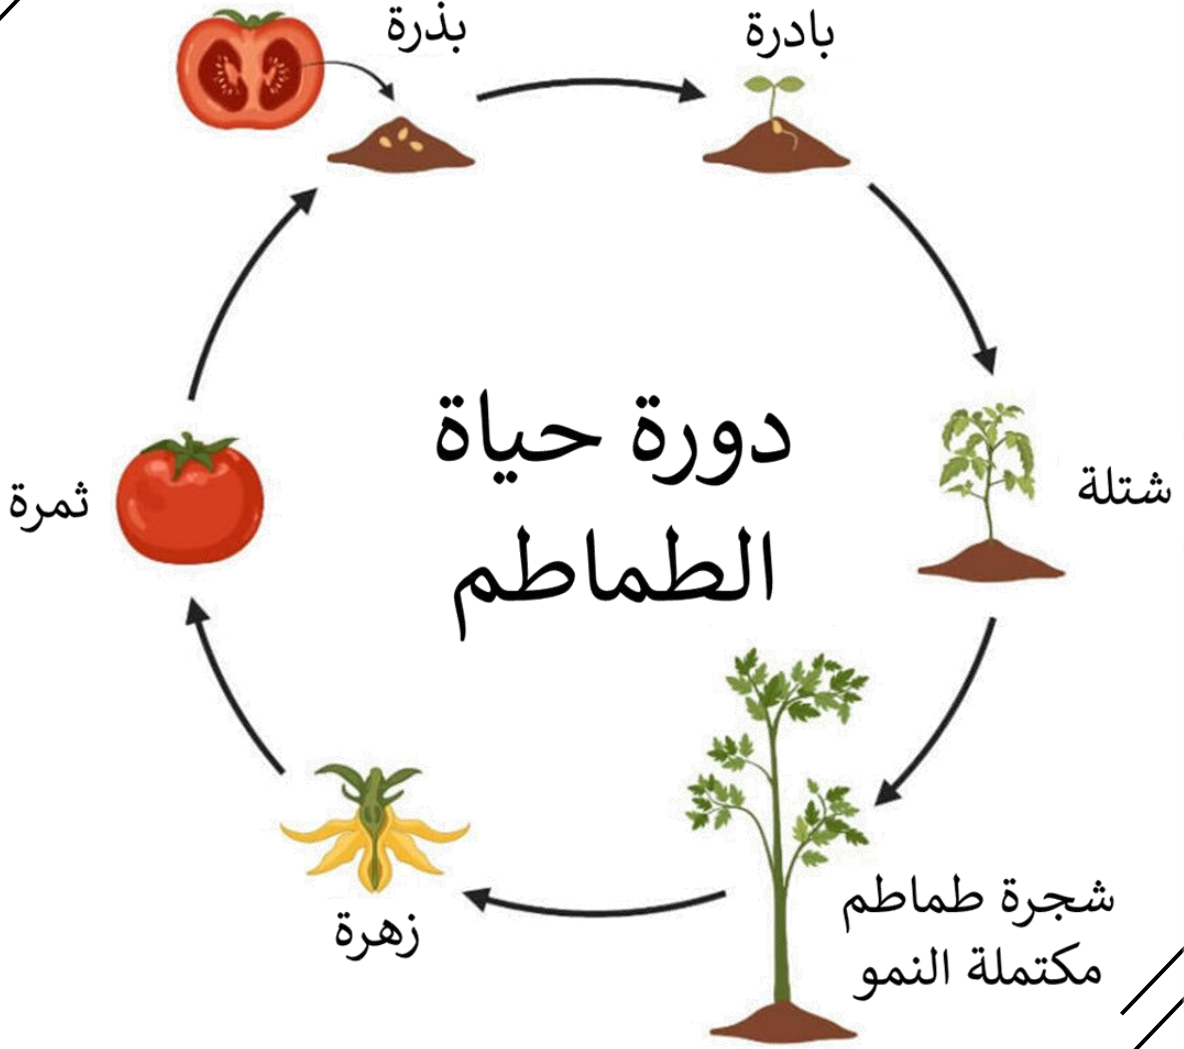 بذرة
بادرة
شتلة
شجرة طماطم
مكتملة النمو
زهرة
ثمرة
دورة حياة
الطماطم